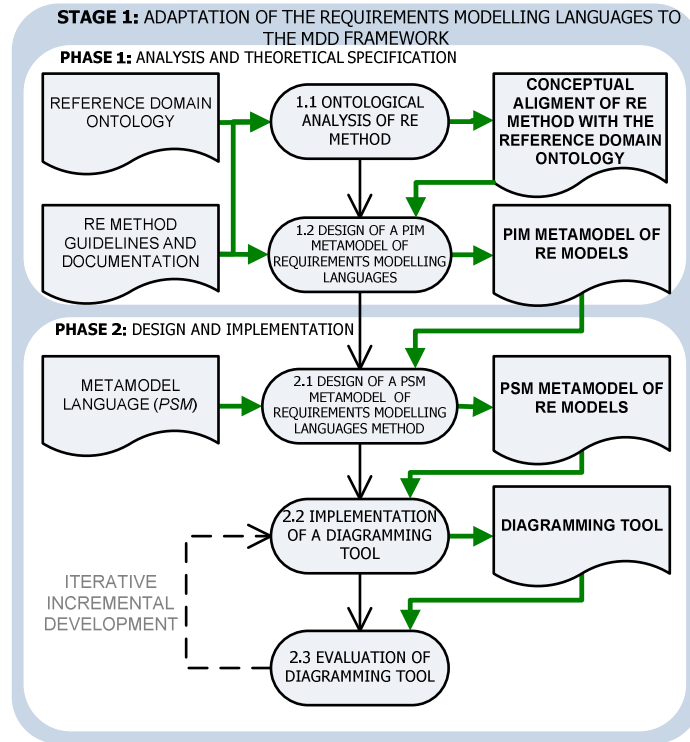 STAGE 1: ADAPTATION OF THE REQUIREMENTS MODELLING LANGUAGES TO
THE MDD FRAMEWORK
PHASE 1: ANALYSIS AND THEORETICAL SPECIFICATION
REFERENCE DOMAIN
ONTOLOGY
1.1 ONTOLOGICAL
ANALYSIS OF RE
METHOD
CONCEPTUAL
ALIGMENT OF RE
METHOD WITH THE
REFERENCE DOMAIN
ONTOLOGY
RE METHOD
GUIDELINES AND
DOCUMENTATION
1.2 DESIGN OF A PIM
METAMODEL OF
REQUIREMENTS MODELLING
LANGUAGES
PIM METAMODEL OF
RE MODELS
PHASE 2: DESIGN AND IMPLEMENTATION
METAMODEL
LANGUAGE (PSM)
2.1 DESIGN OF A PSM
METAMODEL OF
REQUIREMENTS MODELLING
LANGUAGES METHOD
PSM METAMODEL OF
RE MODELS
2.2 IMPLEMENTATION
OF A DIAGRAMMING
TOOL
DIAGRAMMING TOOL
ITERATIVE
INCREMENTAL
DEVELOPMENT
2.3 EVALUATION OF
DIAGRAMMING TOOL